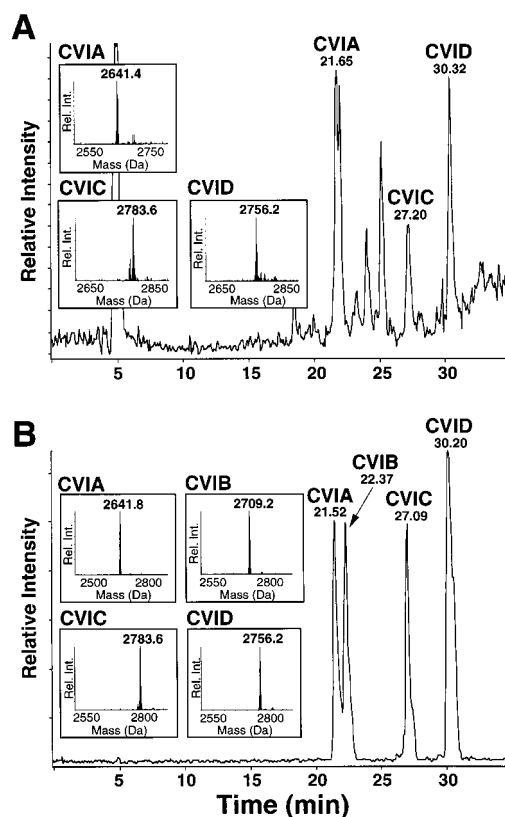 A
CVIA
2641.4
Rel. Int.
2550 2750
Mass (Da)
CVIC
2783.6
Rel. Int.
2650 2850
Mass (Da)
CVID
2756.2
Rel. Int.
2650 2850
Mass (Da)
CVIA
21.65
CVIC
27.20
CVID
30.32
Relative Intensity
5 10 15 20 25 30
B
CVIA
2641.8
Rel. Int.
2500 2800
Mass (Da)
CVIB
2709.2
Rel. Int.
2550 2800
Mass (Da)
CVIC
2783.6
Rel. Int.
2550 2800
Mass (Da)
CVID
2756.2
Rel. Int.
2550 2800
Mass (Da)
CVIA
21.52
CVIB
22.37
CVIC
27.09
CVID
30.20
Relative Intensity
5 10 15 20 25 30
Time (min)